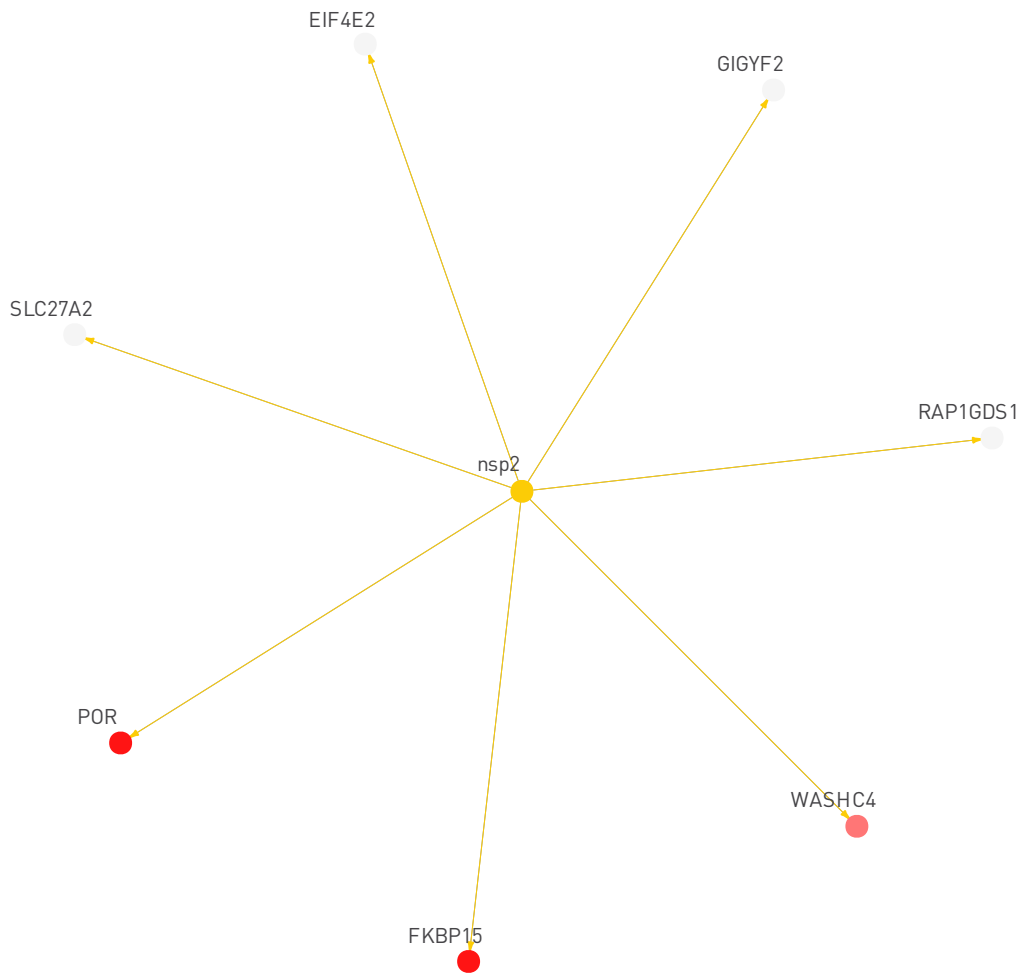 EIF4E2
GIGYF2
SLC27A2
RAP1GDS1
nsp2
POR
WASHC4
FKBP15